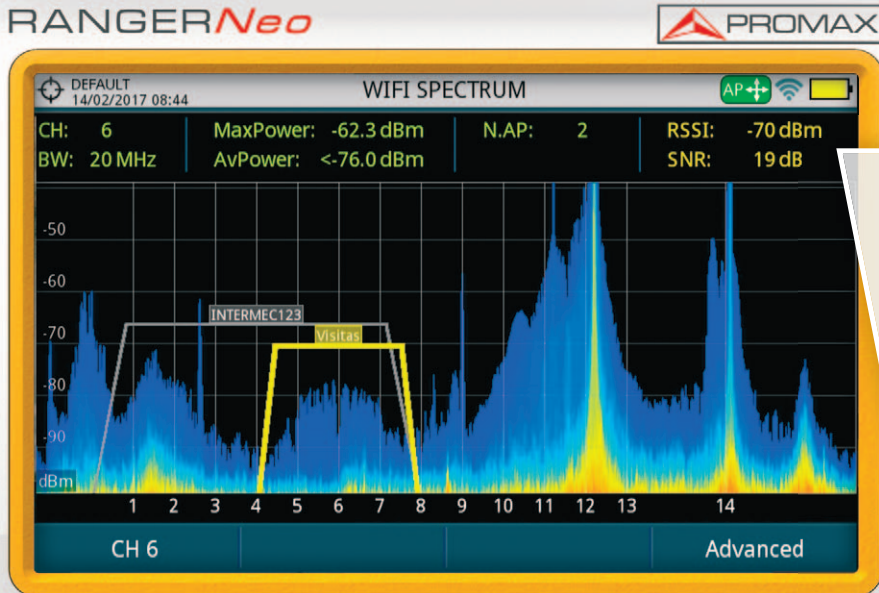 RANGERNeo
PROMAX
DEFAULT
14/02/2017 08:44
WIFI SPECTRUM
AP
CH: 6
MaxPower: -62.3 dBm
N.AP: 2
RSSI: -70 dBm
BW: 20 MHz
AvPower: <-76.0 dBm
SNR: 19 dB
-50
-60
INTERMEC123
-70
Visitas
-80
-90
dBm
1 2 3 4 5 6 7 8 9 10 11 12 13 14
CH 6
Advanced